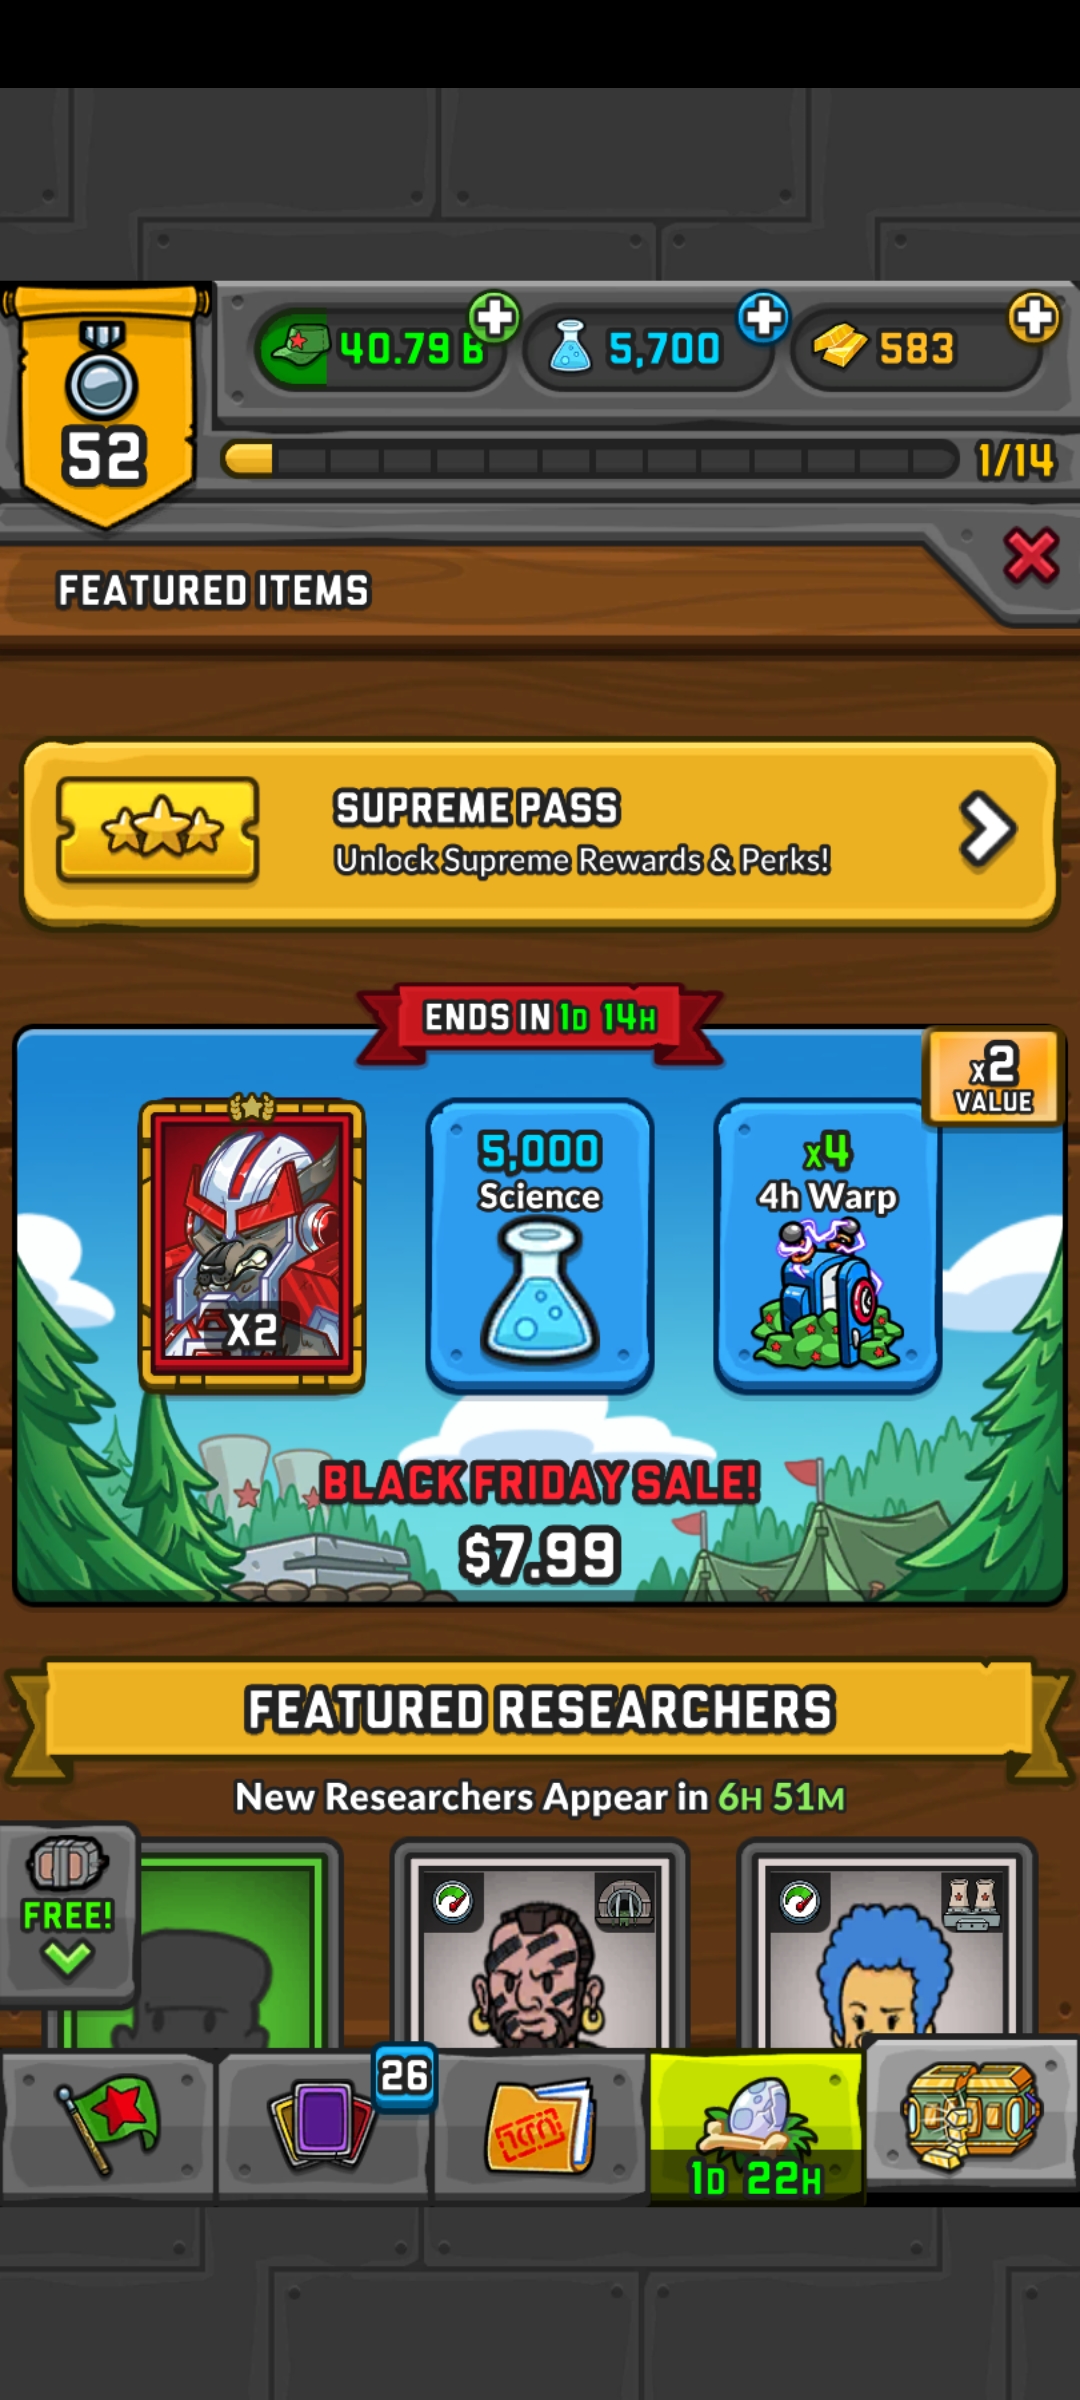 40.79 B
5,700
583
52
1/14
FEATURED ITEMS
SUPREME PASS
Unlock Supreme Rewards & Perks!
ENDS IN 1D 14H
x2
VALUE
X2
5,000
Science
x4
4h Warp
BLACK FRIDAY SALE!
$7.99
FEATURED RESEARCHERS
New Researchers Appear in 6H 51M
FREE!
26
1D 22H